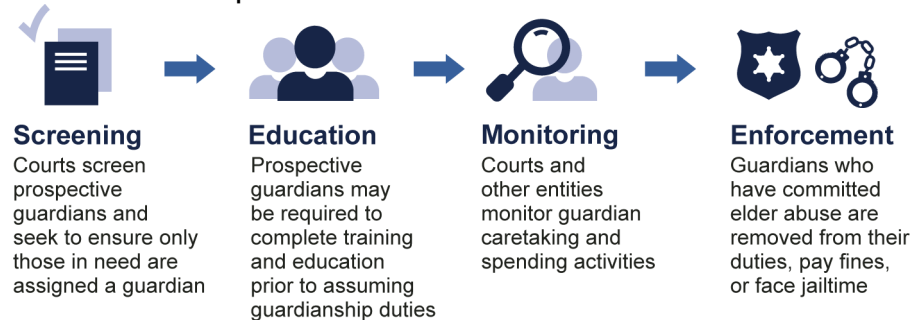 Screening
Courts screen
prospective
guardians and
seek to ensure only
those in need are
assigned a guardian
Education
Prospective
guardians may
be required to
complete training
and education
prior to assuming
guardianship duties
Monitoring
Courts and
other entities
monitor guardian
caretaking and
spending activities
Enforcement
Guardians who
have committed
elder abuse are
removed from their
duties, pay fines,
or face jailtime